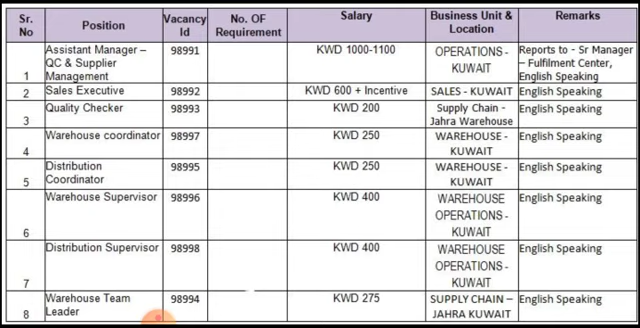 Sr. No | Position | Vacancy Id | No. OF Requirement | Salary | Business Unit & Location | Remarks
1 | Assistant Manager – QC & Supplier Management | 98991 | | KWD 1000-1100 | OPERATIONS - KUWAIT | Reports to - Sr Manager – Fulfilment Center, English Speaking
2 | Sales Executive | 98992 | | KWD 600 + Incentive | SALES - KUWAIT | English Speaking
3 | Quality Checker | 98993 | | KWD 200 | Supply Chain - Jahra Warehouse | English Speaking
4 | Warehouse coordinator | 98997 | | KWD 250 | WAREHOUSE - KUWAIT | English Speaking
5 | Distribution Coordinator | 98995 | | KWD 250 | WAREHOUSE - KUWAIT | English Speaking
6 | Warehouse Supervisor | 98996 | | KWD 400 | WAREHOUSE OPERATIONS - KUWAIT | English Speaking
7 | Distribution Supervisor | 98998 | | KWD 400 | WAREHOUSE OPERATIONS - KUWAIT | English Speaking
8 | Warehouse Team Leader | 98994 | | KWD 275 | SUPPLY CHAIN – JAHRA KUWAIT | English Speaking